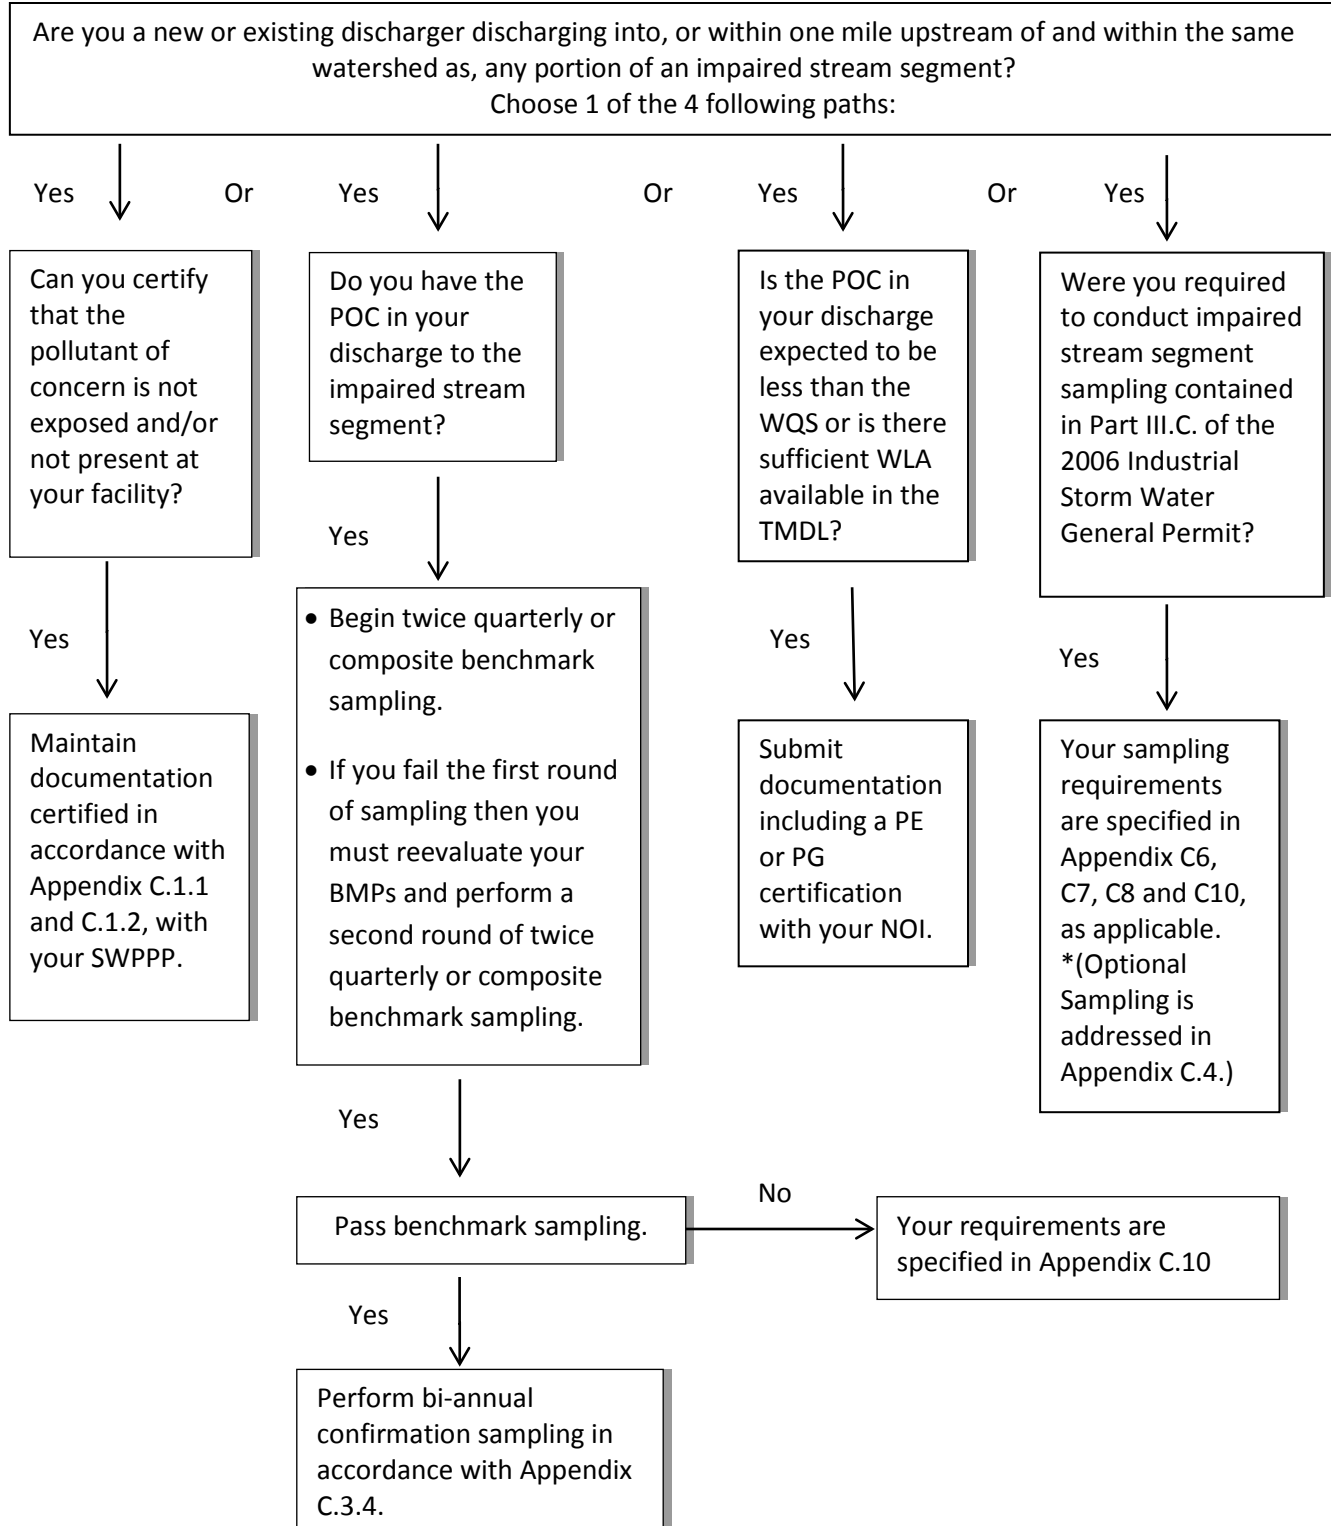 Are you a new or existing discharger discharging into, or within one mile upstream of and within the same
watershed as, any portion of an impaired stream segment?
Choose 1 of the 4 following paths:
Yes
Or
Yes
Or
Yes
Or
Yes
Can you certify
that the
pollutant of
concern is not
exposed and/or
not present at
your facility?
Yes
Maintain
documentation
certified in
accordance with
Appendix C.1.1
and C.1.2, with
your SWPPP.
Do you have the
POC in your
discharge to the
impaired stream
segment?
Yes
• Begin twice quarterly or
composite benchmark
sampling.
• If you fail the first round
of sampling then you
must reevaluate your
BMPs and perform a
second round of twice
quarterly or composite
benchmark sampling.
Yes
Pass benchmark sampling.
No
Your requirements are
specified in Appendix C.10
Yes
Perform bi-annual
confirmation sampling in
accordance with Appendix
C.3.4.
Is the POC in
your discharge
expected to be
less than the
WQS or is there
sufficient WLA
available in the
TMDL?
Yes
Submit
documentation
including a PE
or PG
certification
with your NOI.
Were you required
to conduct impaired
stream segment
sampling contained
in Part III.C. of the
2006 Industrial
Storm Water
General Permit?
Yes
Your sampling
requirements
are specified in
Appendix C6,
C7, C8 and C10,
as applicable.
*(Optional
Sampling is
addressed in
Appendix C.4.)